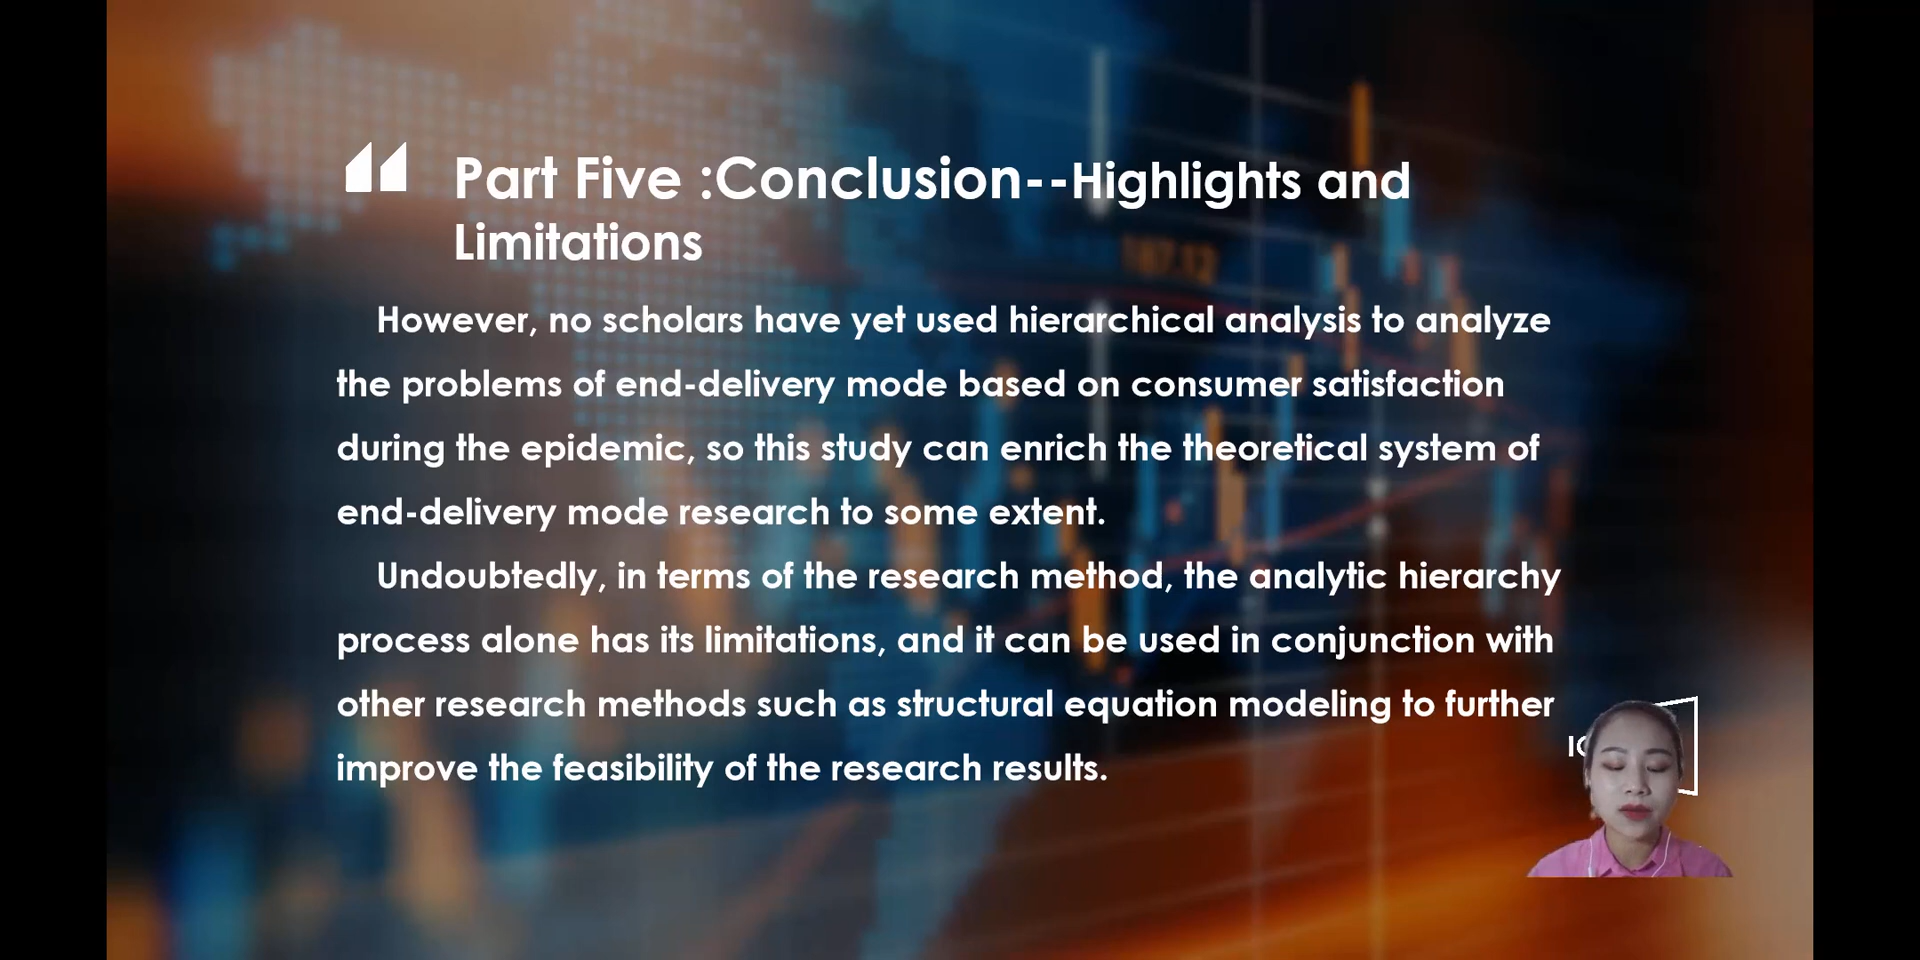 Part Five :Conclusion--Highlights and
Limitations
187.12
However, no scholars have yet used hierarchical analysis to analyze
the problems of end-delivery mode based on consumer satisfaction
during the epidemic, so this study can enrich the theoretical system of
end-delivery mode research to some extent.
Undoubtedly, in terms of the research method, the analytic hierarchy
process alone has its limitations, and it can be used in conjunction with
other research methods such as structural equation modeling to further
improve the feasibility of the research results.